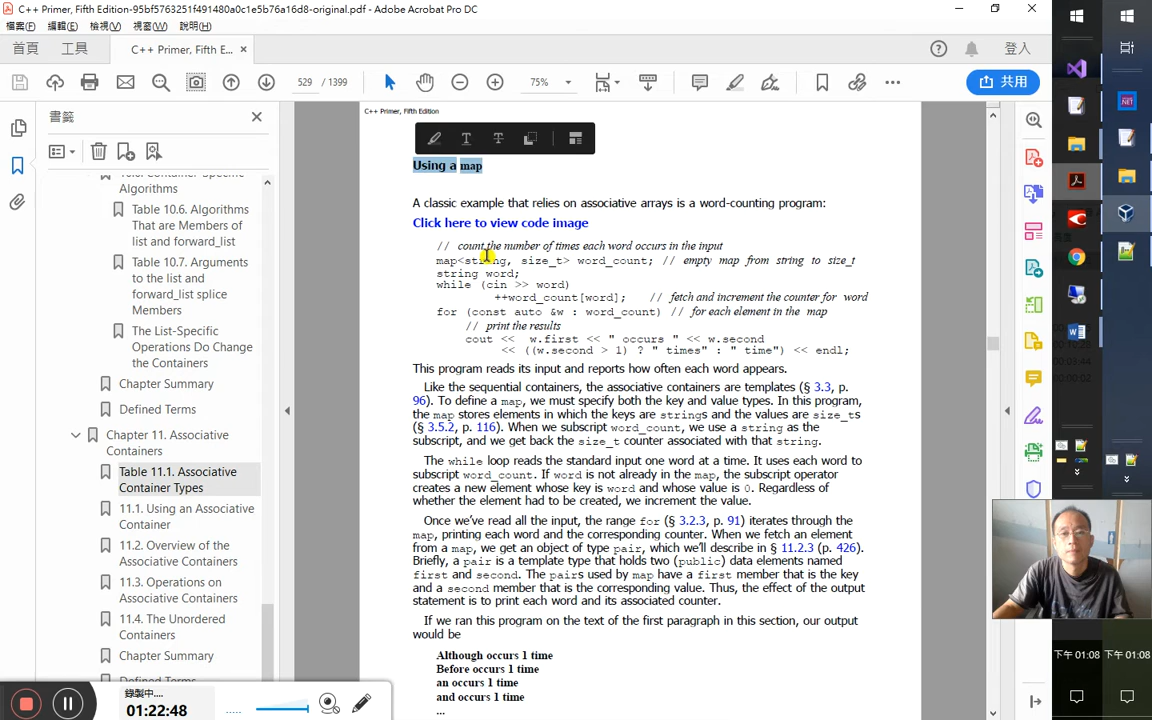 C++ Primer, Fifth Edition-95bf5763251f491480a0c1e5b76a16d8-original.pdf - Adobe Acrobat Pro DC
檔案(F) 編輯(E) 檢視(V) 視窗(W) 說明(H)
首頁 工具 C++ Primer, Fifth E... × 登入
529 / 1399 75% 共用
書籤
Algorithms
Table 10.6. Algorithms
That are Members of
list and forward_list
Table 10.7. Arguments
to the list and
forward_list splice
Members
The List-Specific
Operations Do Change
the Containers
Chapter Summary
Defined Terms
Chapter 11. Associative
Containers
Table 11.1. Associative
Container Types
11.1. Using an Associative
Container
11.2. Overview of the
Associative Containers
11.3. Operations on
Associative Containers
11.4. The Unordered
Containers
Chapter Summary
Defined Terms
C++ Primer, Fifth Edition
Using a map
A classic example that relies on associative arrays is a word-counting program:
Click here to view code image
// count the number of times each word occurs in the input
map<string, size_t> word_count; // empty map from string to size_t
string word;
while (cin >> word)
++word_count[word]; // fetch and increment the counter for word
for (const auto &w : word_count) // for each element in the map
// print the results
cout << w.first << " occurs " << w.second
<< ((w.second > 1) ? " times" : " time") << endl;
This program reads its input and reports how often each word appears.
Like the sequential containers, the associative containers are templates (§ 3.3, p.
96). To define a map, we must specify both the key and value types. In this program,
the map stores elements in which the keys are strings and the values are size_ts
(§ 3.5.2, p. 116). When we subscript word_count, we use a string as the
subscript, and we get back the size_t counter associated with that string.
The while loop reads the standard input one word at a time. It uses each word to
subscript word_count. If word is not already in the map, the subscript operator
creates a new element whose key is word and whose value is 0. Regardless of
whether the element had to be created, we increment the value.
Once we've read all the input, the range for (§ 3.2.3, p. 91) iterates through the
map, printing each word and the corresponding counter. When we fetch an element
from a map, we get an object of type pair, which we'll describe in § 11.2.3 (p. 426).
Briefly, a pair is a template type that holds two (public) data elements named
first and second. The pairs used by map have a first member that is the key
and a second member that is the corresponding value. Thus, the effect of the output
statement is to print each word and its associated counter.
If we ran this program on the text of the first paragraph in this section, our output
would be
Although occurs 1 time
Before occurs 1 time
an occurs 1 time
and occurs 1 time
...
錄製中....
01:22:48
下午 01:08 下午 01:08